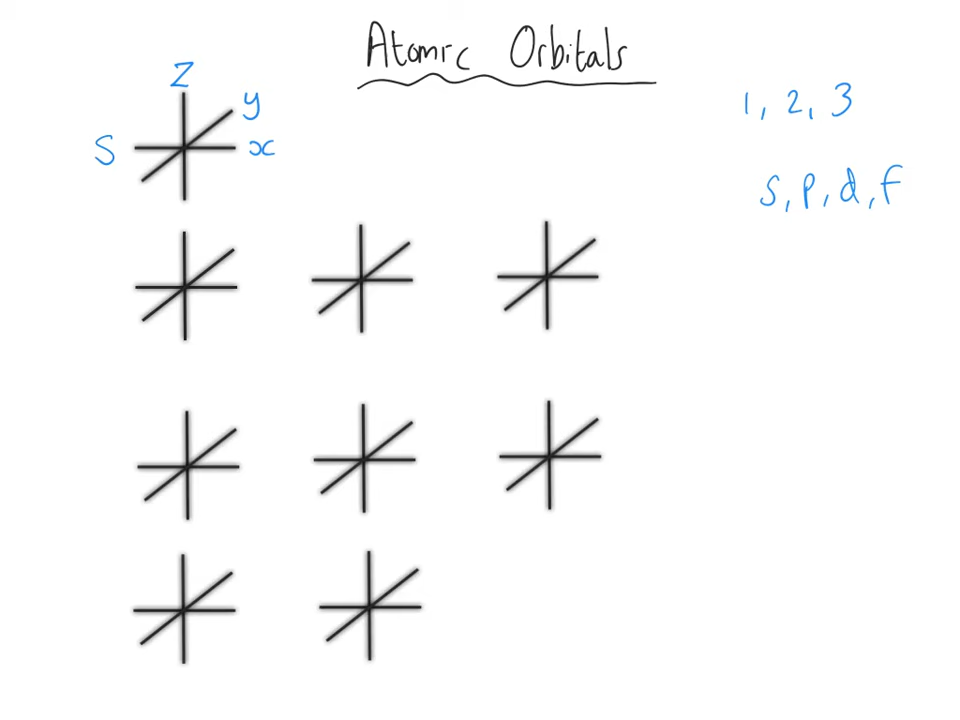 Atomic Orbitals
z
y
S x
1, 2, 3
s, p, d, f